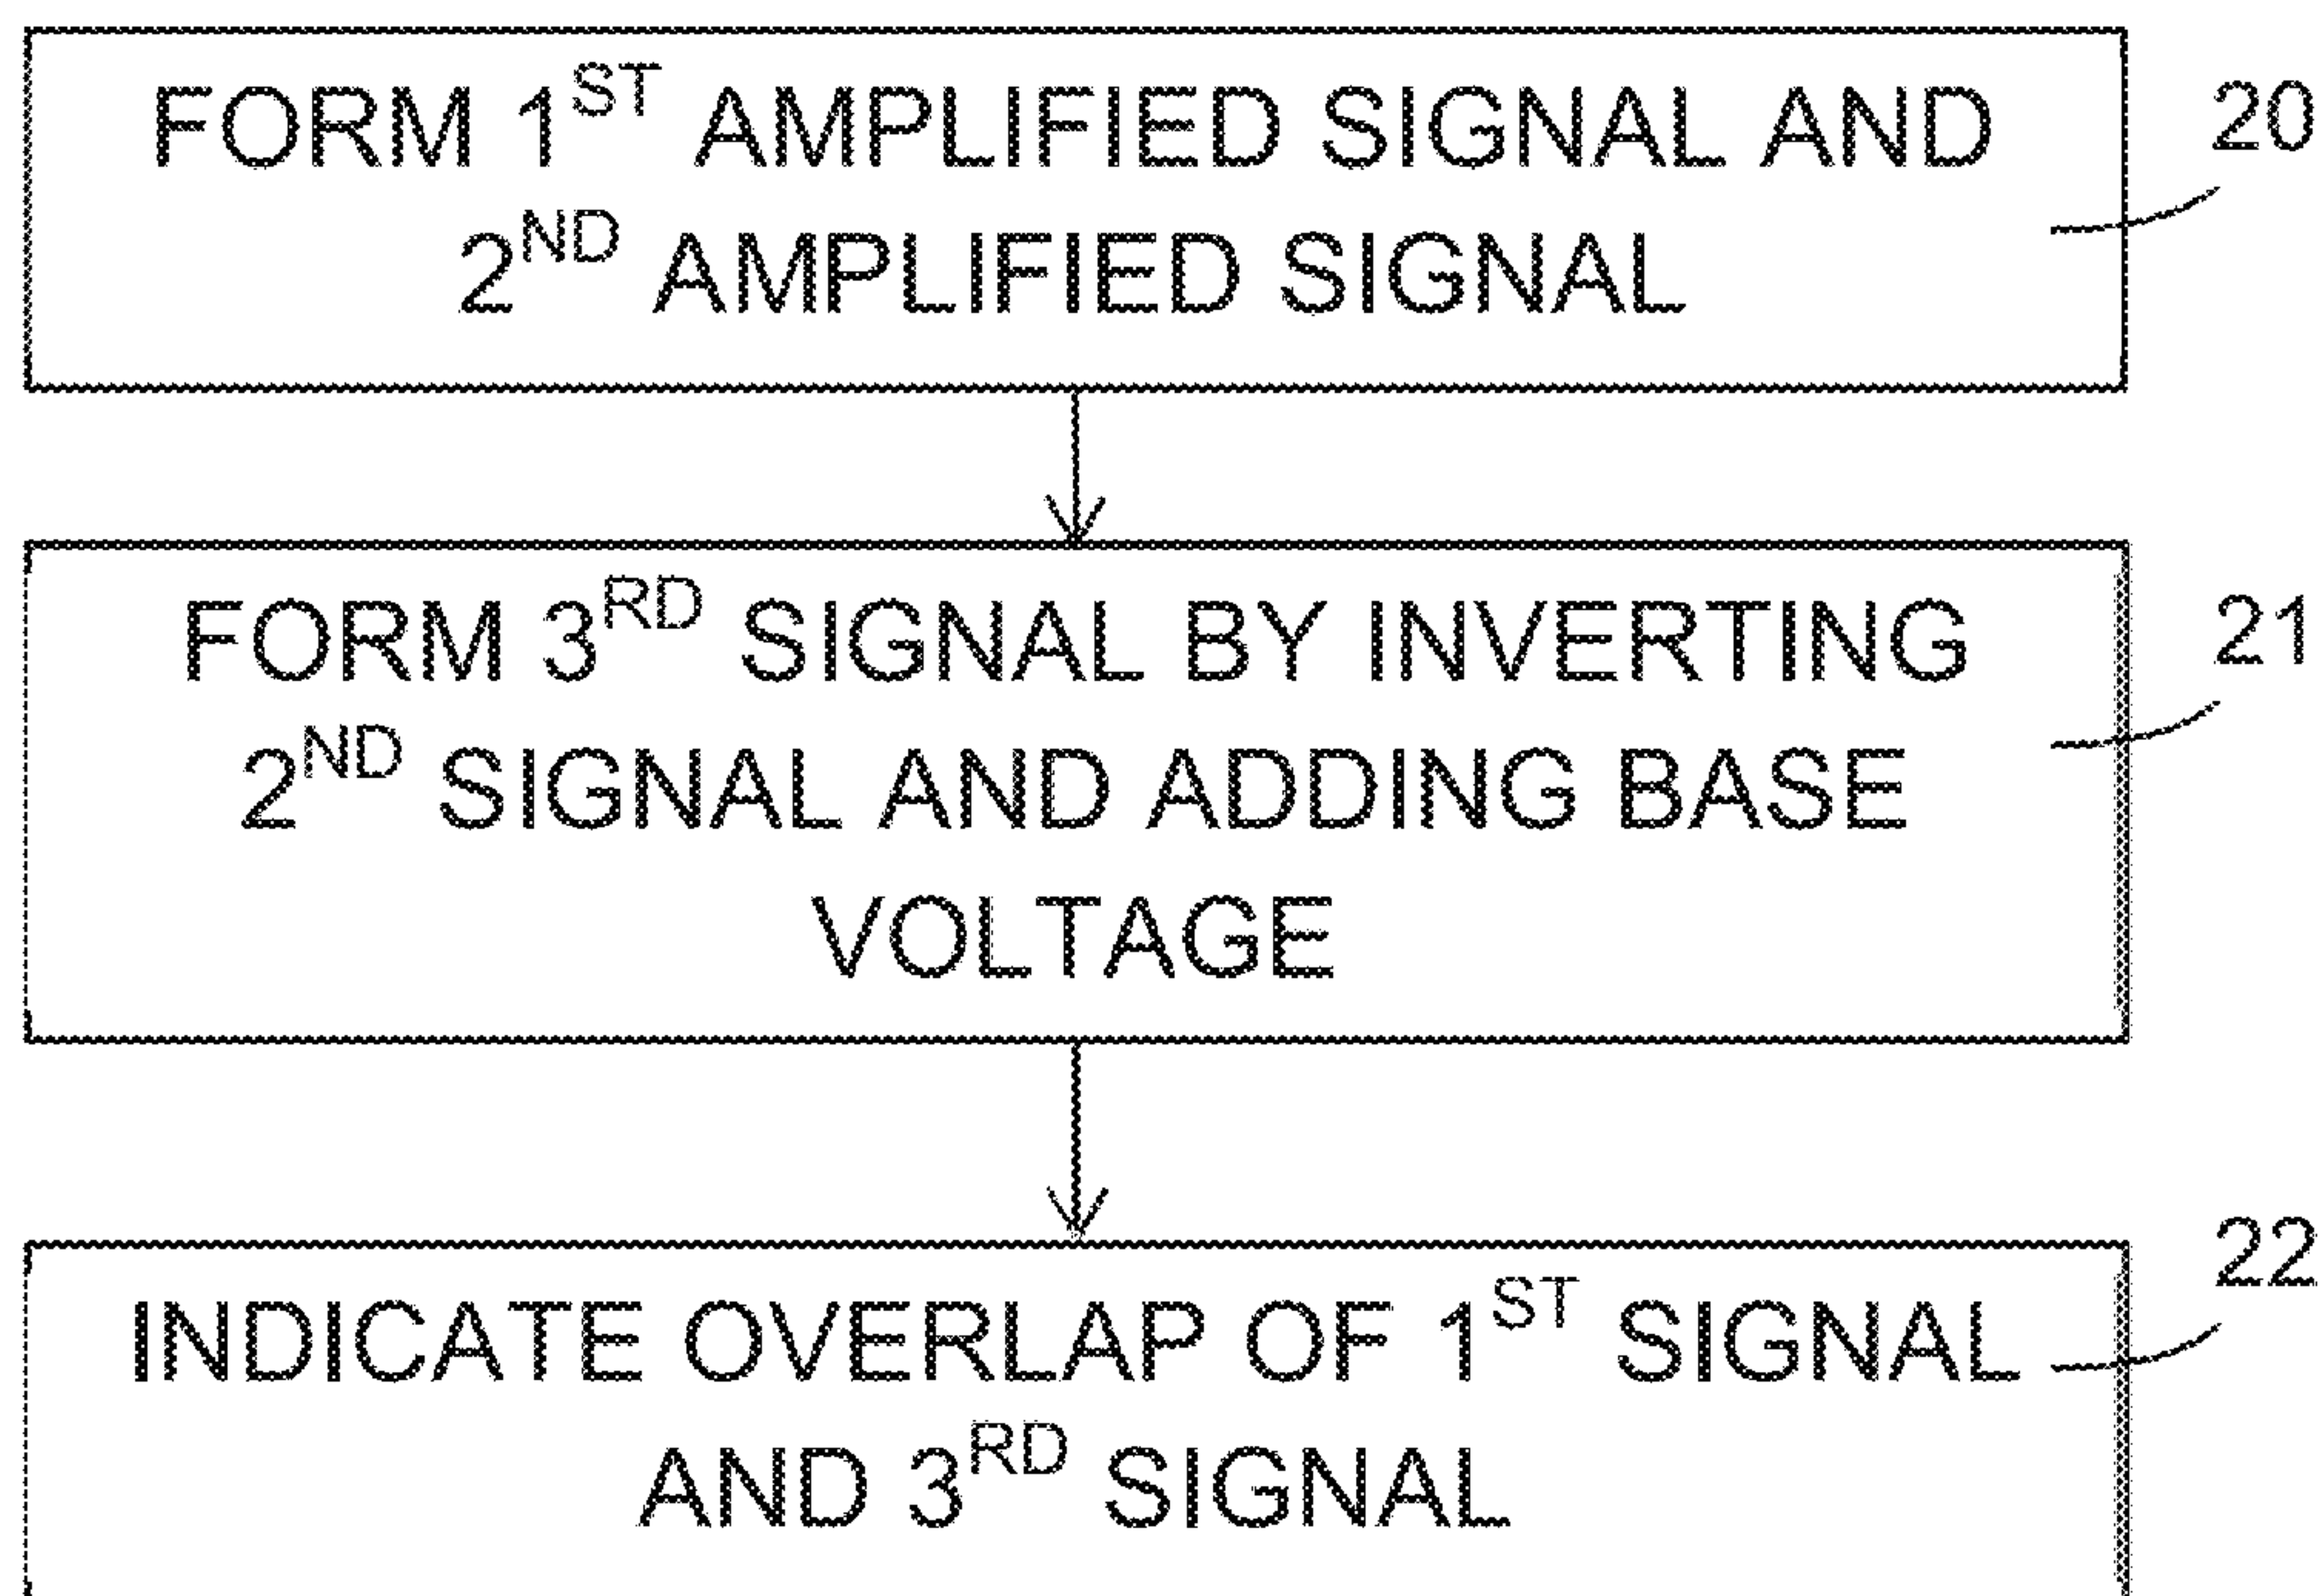 FORM 1ST AMPLIFIED SIGNAL AND
20
2ND AMPLIFIED SIGNAL
FORM 3RD SIGNAL BY INVERTING
21
2ND SIGNAL AND ADDING BASE
VOLTAGE
22
INDICATE OVERLAP OF 1ST SIGNAL
AND 3RD SIGNAL